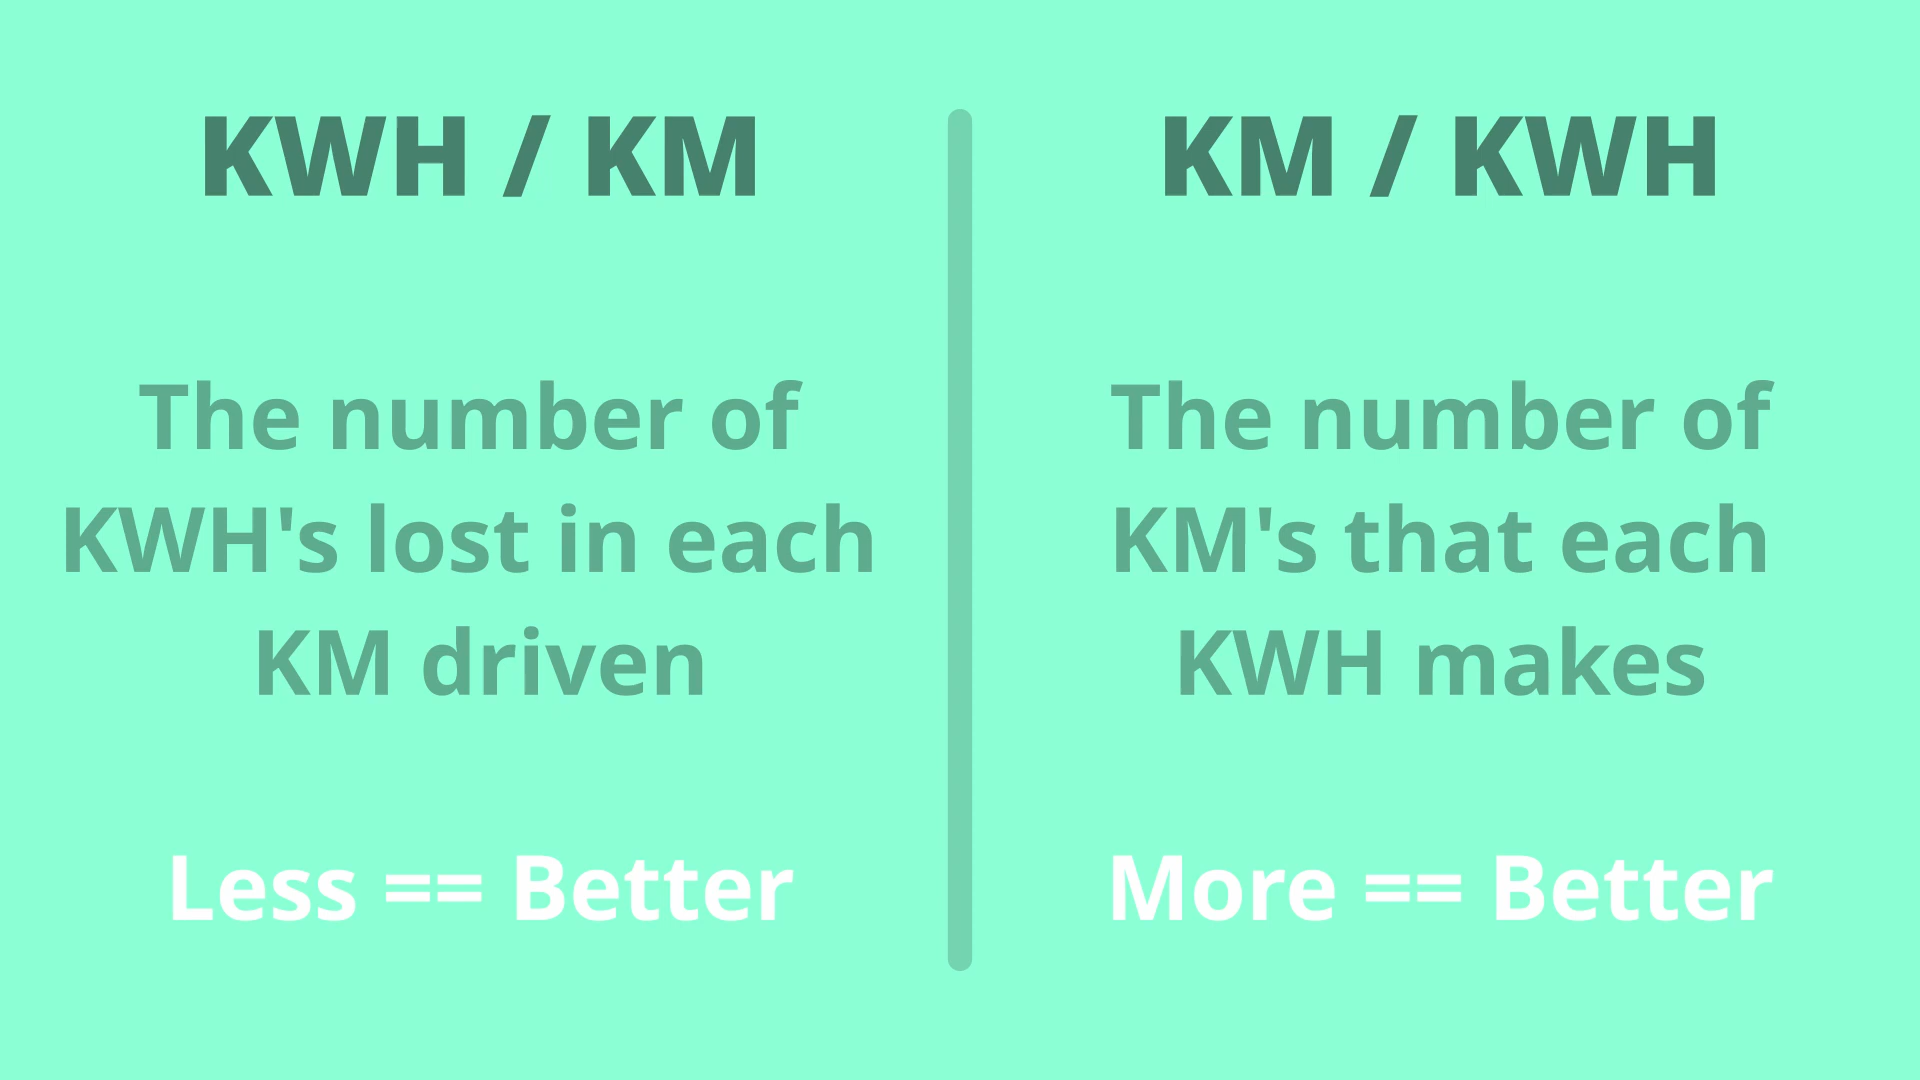 KWH / KM
The number of
KWH's lost in each
KM driven
Less == Better
KM / KWH
The number of
KM's that each
KWH makes
More == Better